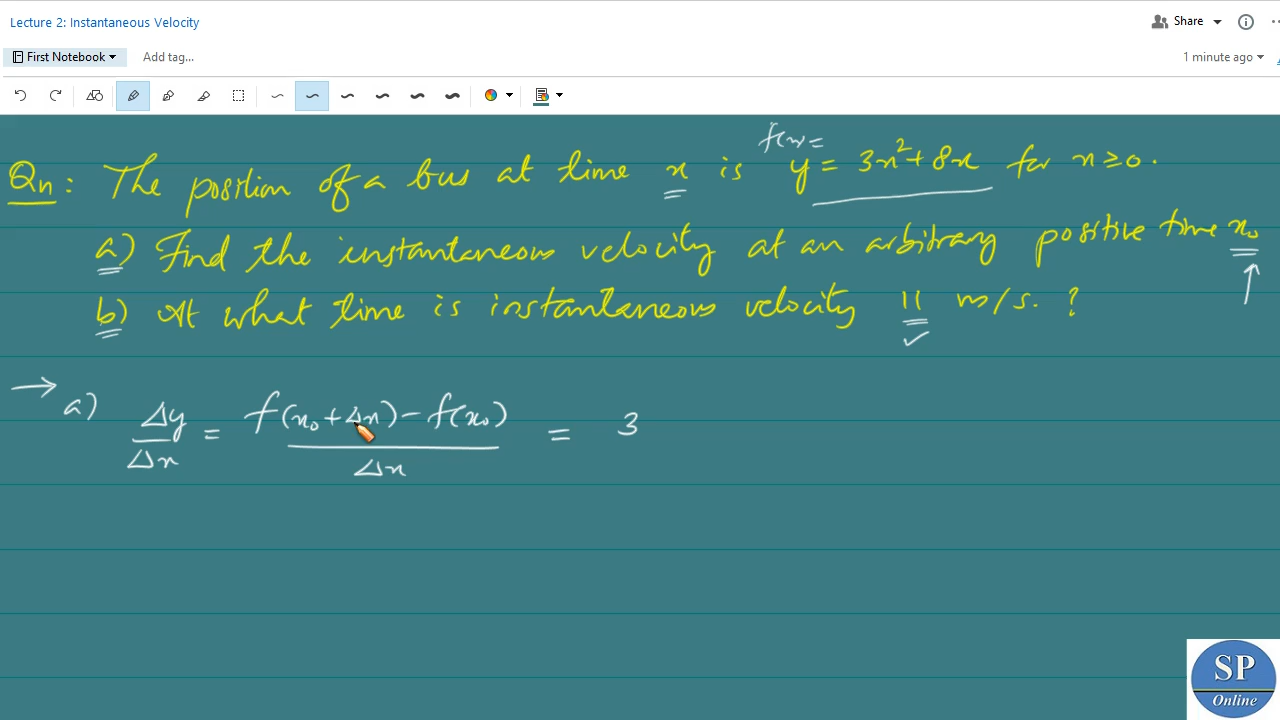 Lecture 2: Instantaneous Velocity
Share
First Notebook Add tag...
1 minute ago
f(x)=
Qn: The position of a bus at time x is y = 3x² + 8x for x ≥ 0.
a) Find the instantaneous velocity at an arbitrary positive time x₀
b) At what time is instantaneous velocity 11 m/s. ?
→ a) Δy/Δx = f(x₀+Δx) - f(x₀) / Δx = 3
SP
Online